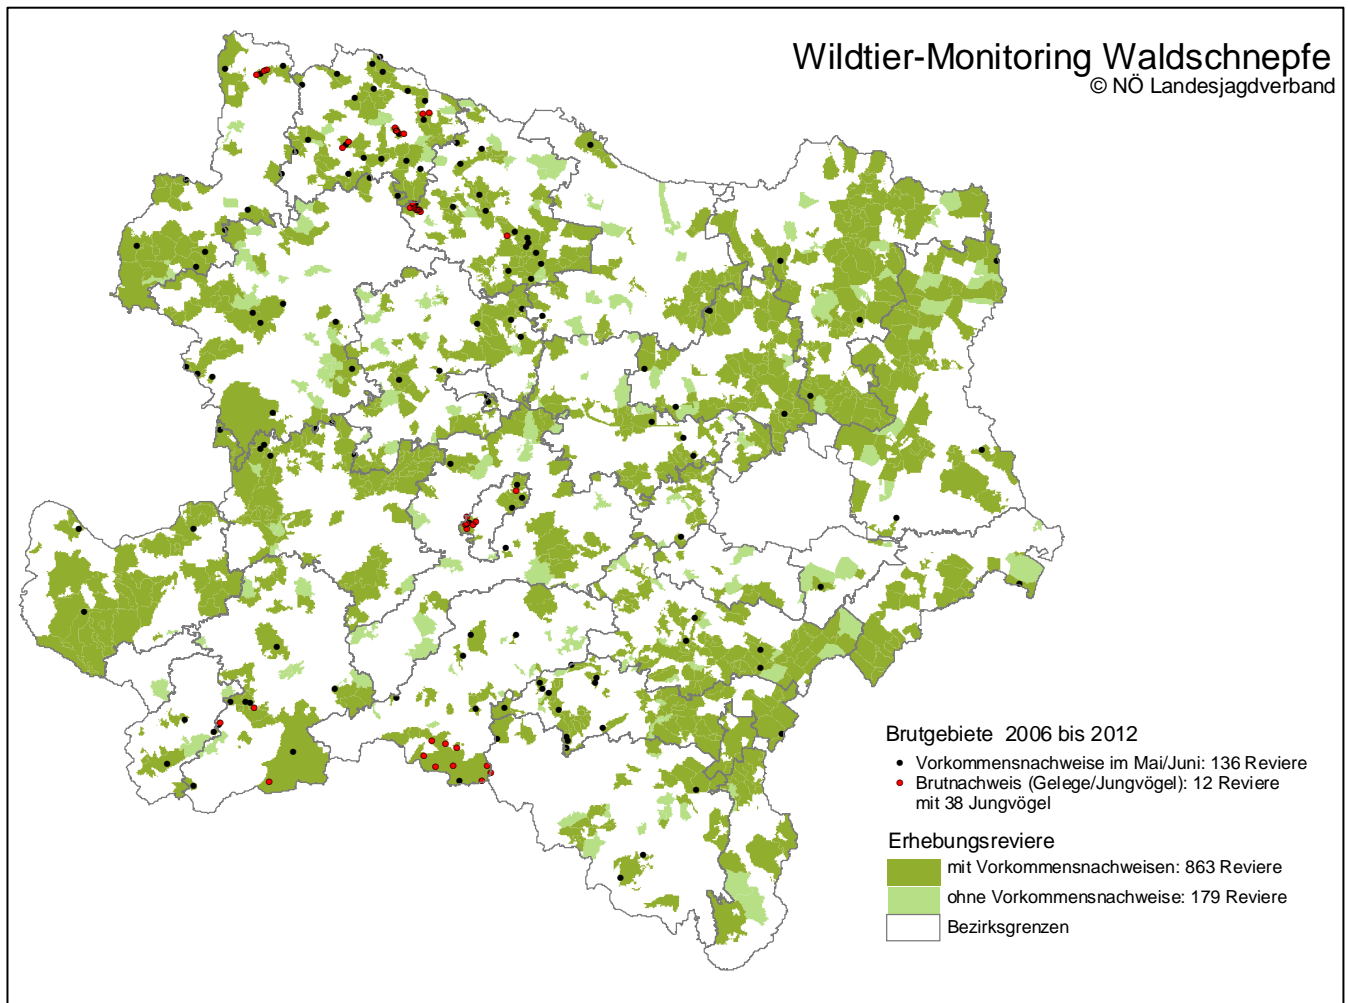 Wildtier-Monitoring Waldschnepfe
© NÖ Landesjagdverband
Brutgebiete 2006 bis 2012
Vorkommensnachweise im Mai/Juni: 136 Reviere
Brutnachweis (Gelege/Jungvögel): 12 Reviere
mit 38 Jungvögel
Erhebungsreviere
mit Vorkommensnachweisen: 863 Reviere
ohne Vorkommensnachweise: 179 Reviere
Bezirksgrenzen